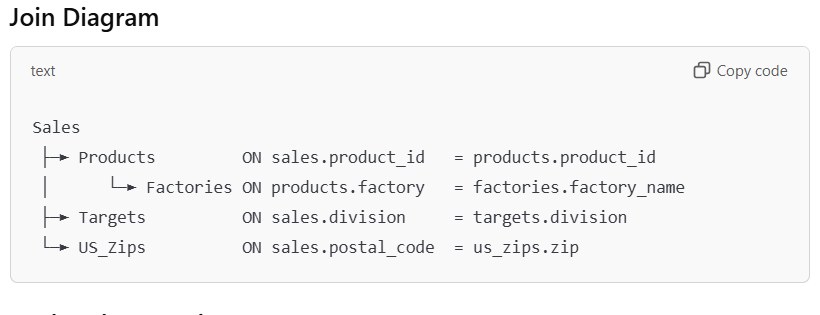 Join Diagram
text
Copy code
Sales
├─► Products         ON sales.product_id   = products.product_id
│      └─► Factories ON products.factory   = factories.factory_name
├─► Targets          ON sales.division     = targets.division
└─► US_Zips          ON sales.postal_code  = us_zips.zip